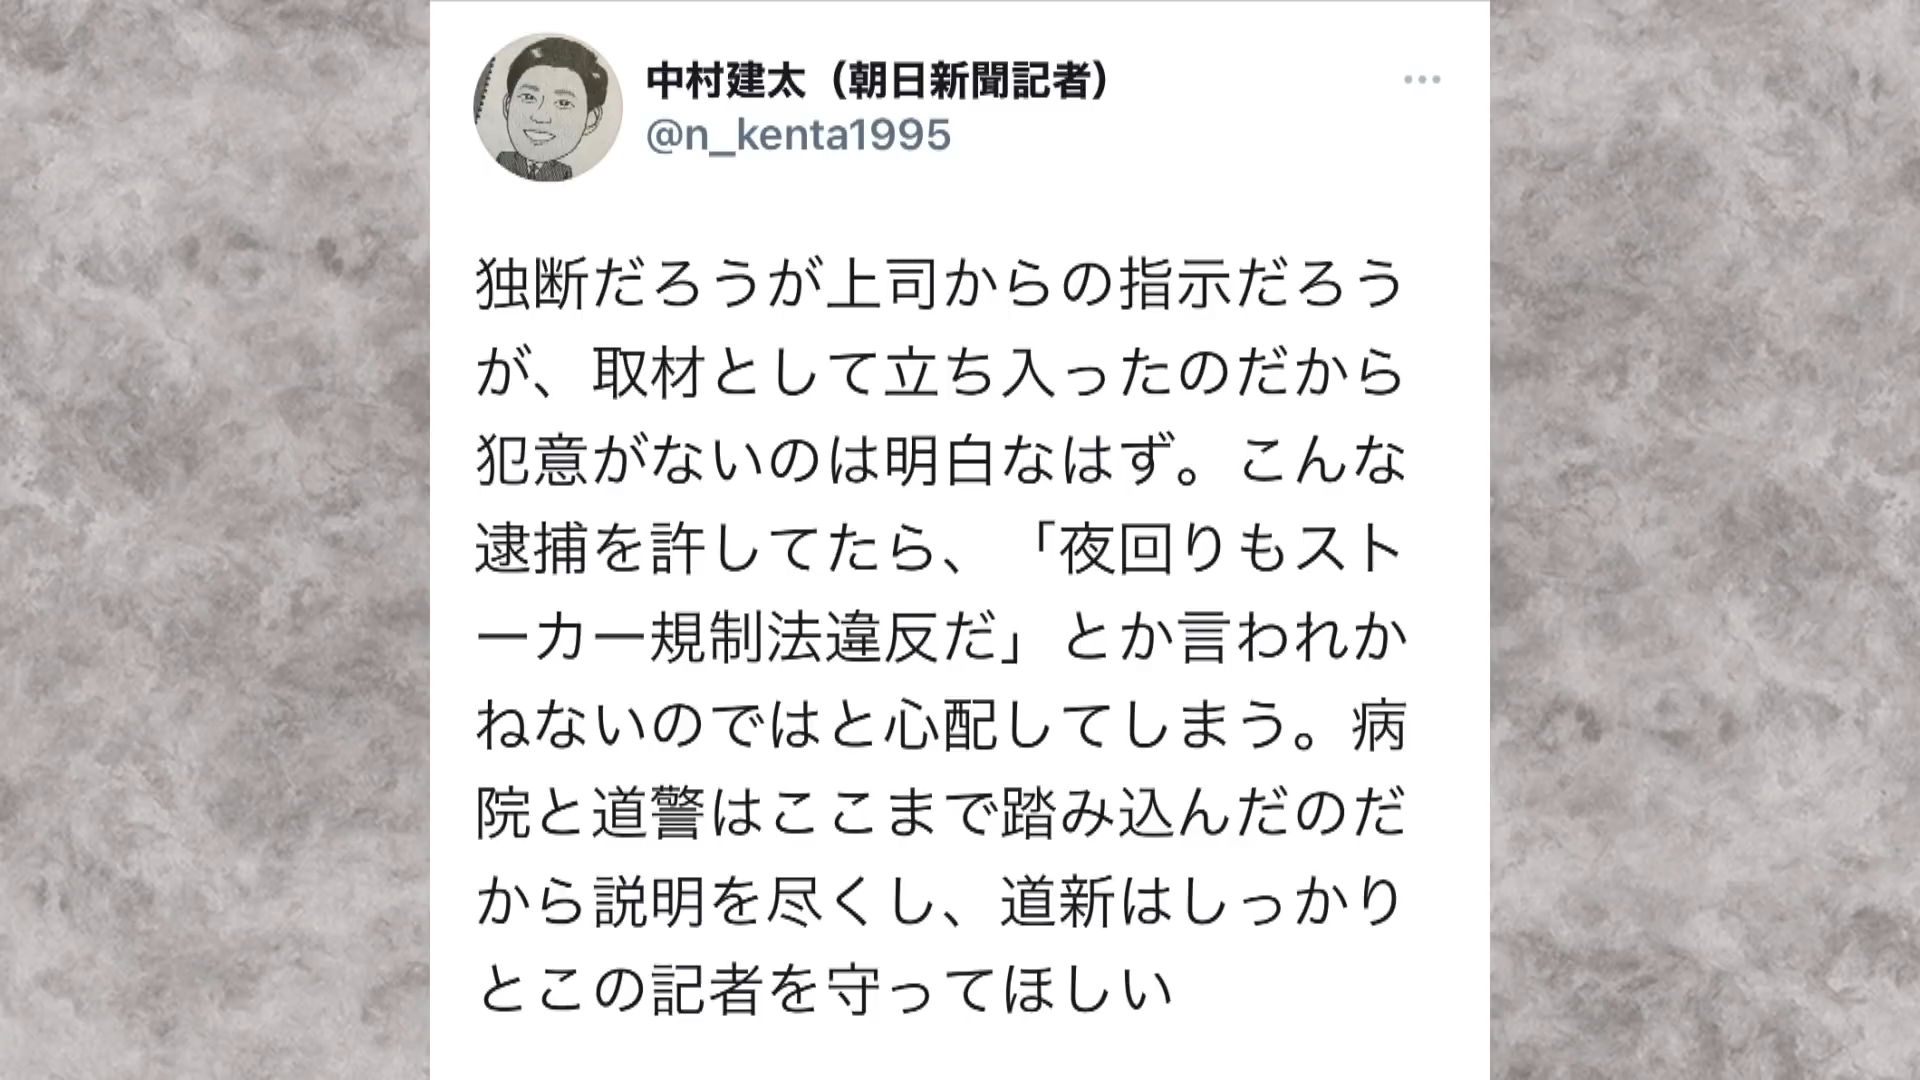 中村建太（朝日新聞記者）
@n_kenta1995
独断だろうが上司からの指示だろう
が、取材として立ち入ったのだから
犯意がないのは明白なはず。こんな
逮捕を許してたら、「夜回りもスト
ーカー規制法違反だ」とか言われか
ねないのではと心配してしまう。病
院と道警はここまで踏み込んだのだ
から説明を尽くし、道新はしっかり
とこの記者を守ってほしい